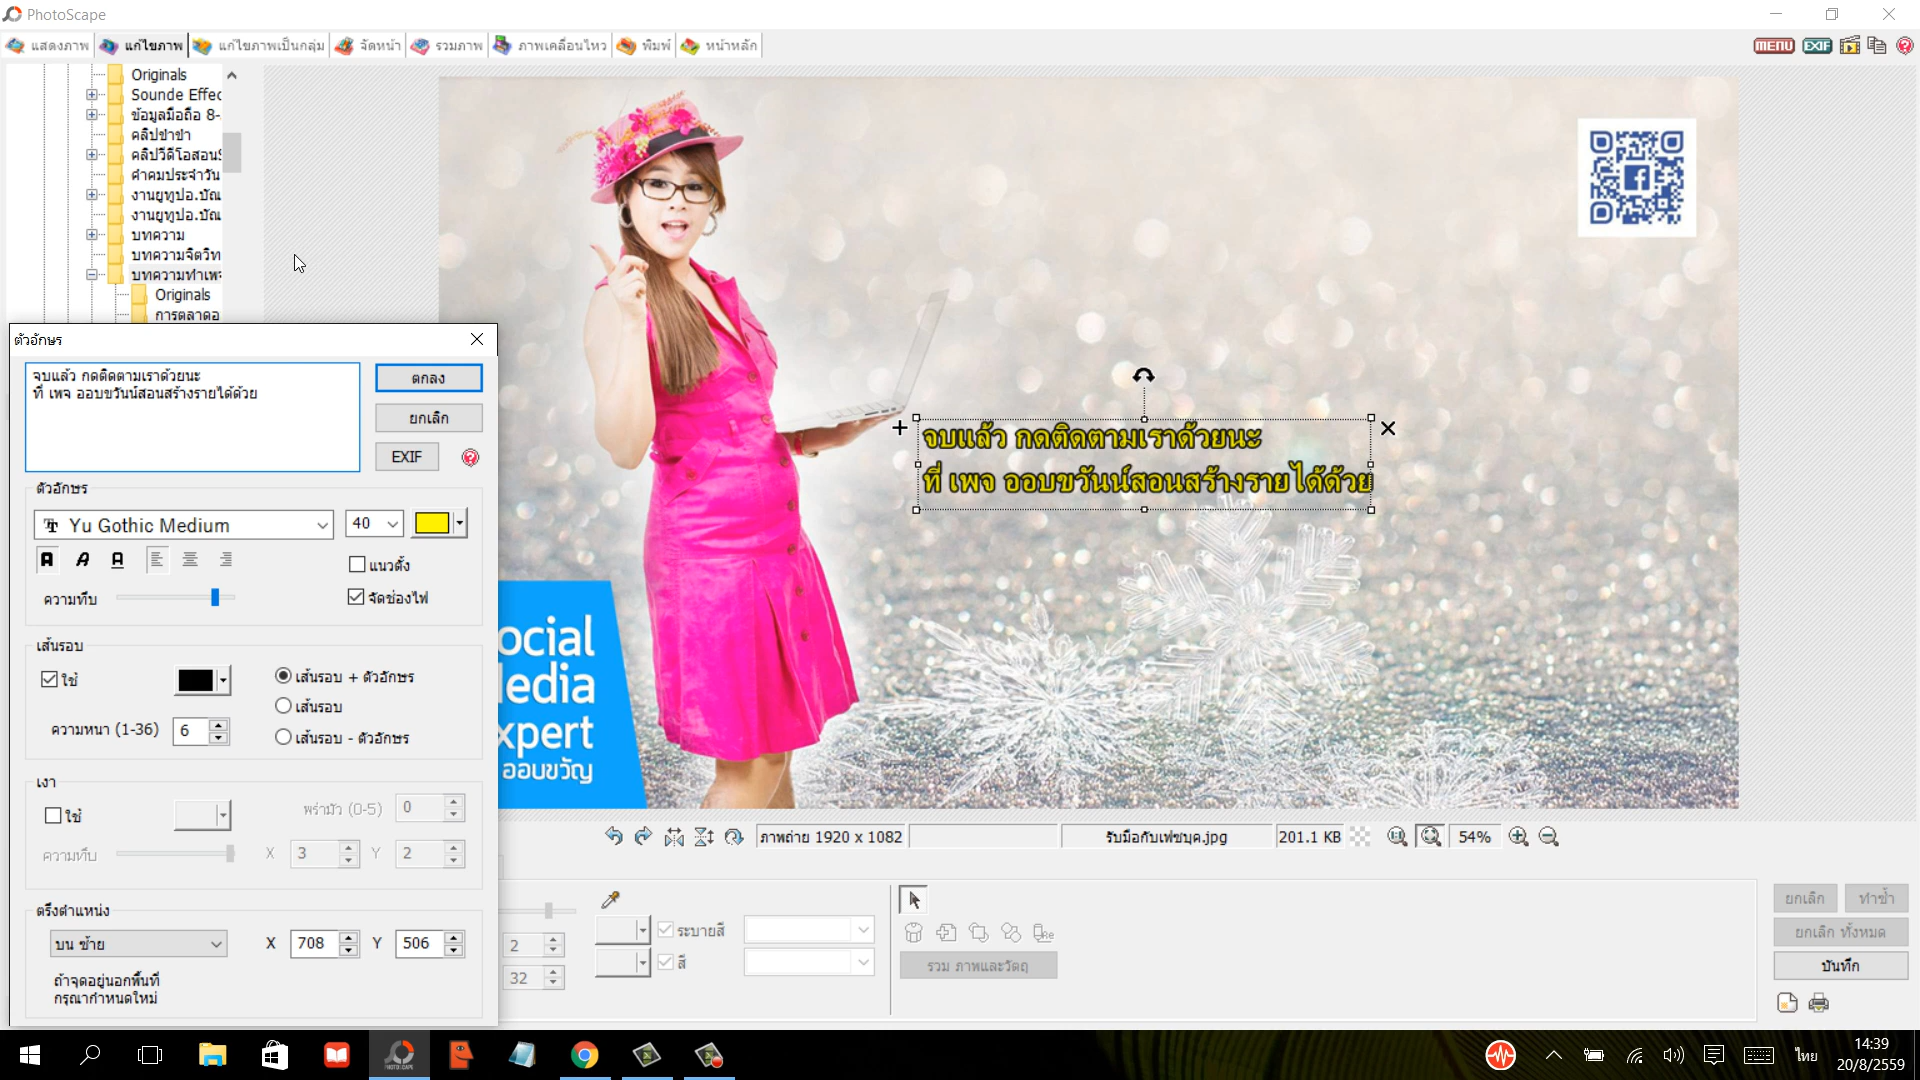 PhotoScape
แสดงภาพ
แก้ไขภาพ
แก้ไขภาพเป็นกลุ่ม
จัดหน้า
รวมภาพ
ภาพเคลื่อนไหว
พิมพ์
หน้าหลัก
MENU
EXIF
Originals
Sounde Effec
ข้อมูลมือถือ 8-
คลิปขำขำ
คลิปวีดีโอสอน
คำคมประจำวัน
งานยูทูปอ.บัณ
งานยูทูปอ.บัณ
บทความ
บทความจิตวิท
บทความทำเพจ
Originals
การตลาดอ
ตัวอักษร
จบแล้ว กดติดตามเราด้วยนะ
ที่ เพจ ออบขวันน์สอนสร้างรายได้ด้วย
ตกลง
ยกเลิก
EXIF
ตัวอักษร
Yu Gothic Medium
40
แนวตั้ง
ความทึบ
จัดช่องไฟ
เส้นรอบ
ใช้
เส้นรอบ + ตัวอักษร
เส้นรอบ
ความหนา (1-36)
6
เส้นรอบ - ตัวอักษร
เงา
ใช้
พร่ามัว (0-5)
0
ความทึบ
X
3
Y
2
ตรึงตำแหน่ง
บน ซ้าย
X
708
Y
506
ถ้าจุดอยู่นอกพื้นที่
กรุณากำหนดใหม่
จบแล้ว กดติดตามเราด้วยนะ
ที่ เพจ ออบขวันน์สอนสร้างรายได้ด้วย
ocial
edia
xpert
ออบขวัญ
ภาพถ่าย 1920 x 1082
รับมือกับเฟซบุค.jpg
201.1 KB
54%
2
32
ระบายสี
สี
รวม ภาพและวัตถุ
ยกเลิก
ทำซ้ำ
ยกเลิก ทั้งหมด
บันทึก
PHOTOSCAPE
ไทย
14:39
20/8/2559